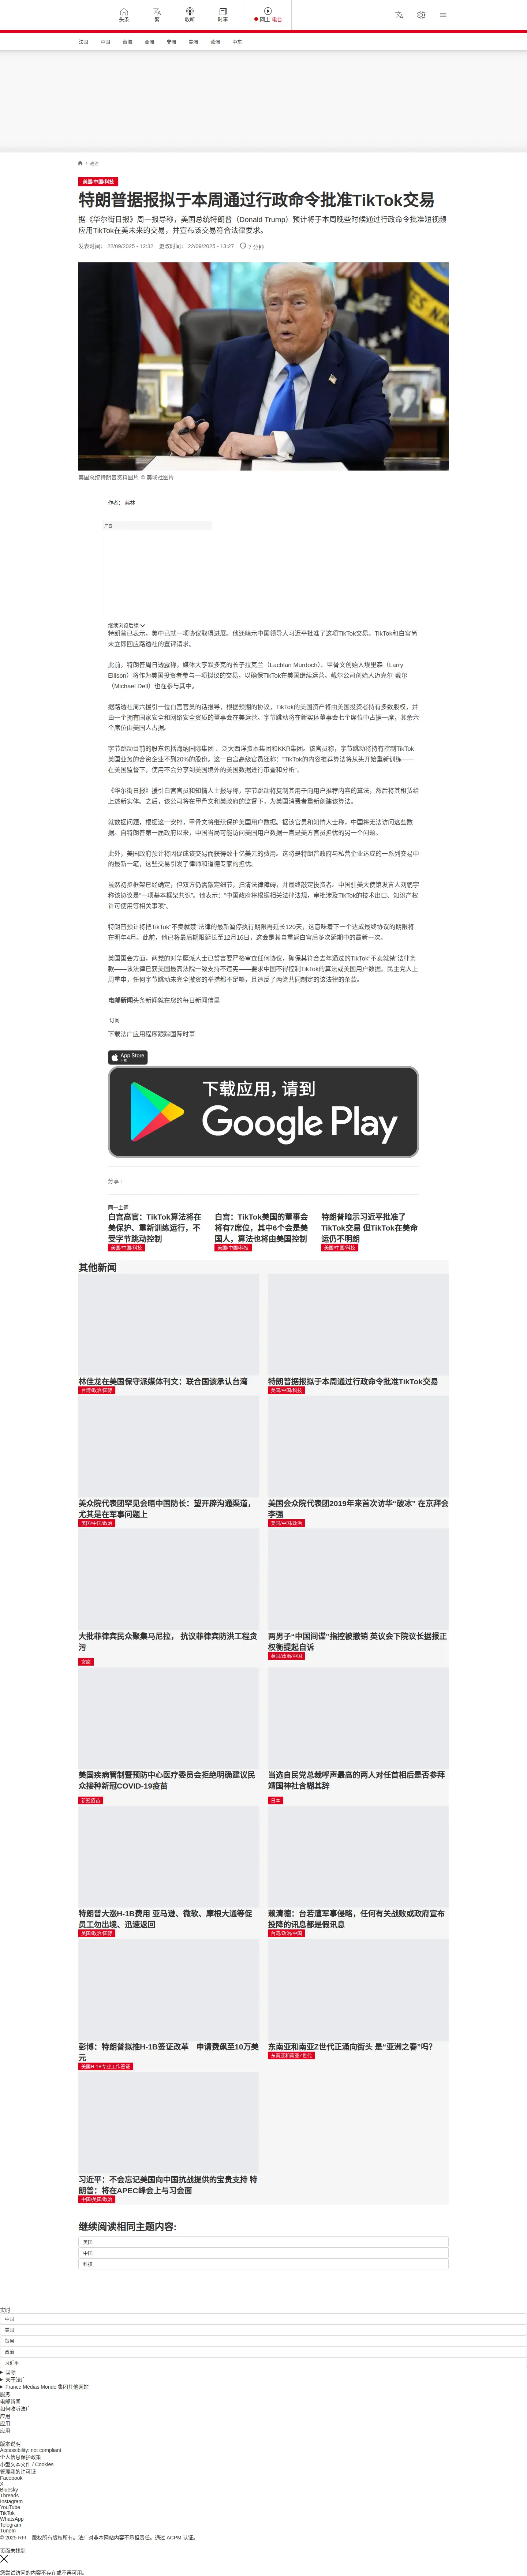 头条
繁
收听
时事
网上 电台
法国
中国
台海
亚洲
非洲
美洲
欧洲
中东
/ 政治
美国/中国/科技
特朗普据报拟于本周通过行政命令批准TikTok交易
据《华尔街日报》周一报导称，美国总统特朗普（Donald Trump）预计将于本周晚些时候通过行政命令批准短视频
应用TikTok在美未来的交易，并宣布该交易符合法律要求。
发表时间： 22/09/2025 - 12:32 更改时间： 22/09/2025 - 13:27 7 分钟
美国总统特朗普资料图片 © 美联社图片
作者： 弗林
广告
继续浏览后续
特朗普已表示，美中已就一项协议取得进展。他还暗示中国领导人习近平批准了这项TikTok交易。TikTok和白宫尚
未立即回应路透社的置评请求。
此前，特朗普周日透露称，媒体大亨默多克的长子拉克兰（Lachlan Murdoch）、甲骨文创始人埃里森（Larry
Ellison）将作为美国投资者参与一项拟议的交易，以确保TikTok在美国继续运营。戴尔公司创始人迈克尔·戴尔
（Michael Dell）也在参与其中。
据路透社周六援引一位白宫官员的话报导，根据预期的协议，TikTok的美国资产将由美国投资者持有多数股权，并
由一个拥有国家安全和网络安全资质的董事会在美运营。字节跳动将在新实体董事会七个席位中占据一席，其余六
个席位由美国人占据。
字节跳动目前的股东包括海纳国际集团 、泛大西洋资本集团和KKR集团。该官员称，字节跳动将持有控制TikTok
美国业务的合资企业不到20%的股份。这一白宫高级官员还称：“TikTok的内容推荐算法将从头开始重新训练——
在美国监督下，使用不会分享到美国境外的美国数据进行审查和分析”。
《华尔街日报》援引白宫官员和知情人士报导称，字节跳动将复制其用于向用户推荐内容的算法，然后将其租赁给
上述新实体。之后，该公司将在甲骨文和美政府的监督下，为美国消费者重新创建该算法。
就数据问题，根据这一安排，甲骨文将继续保护美国用户数据。据该官员和知情人士称，中国将无法访问这些数
据。自特朗普第一届政府以来，中国当局可能访问美国用户数据一直是美方官员担忧的另一个问题。
此外，美国政府预计将因促成该交易而获得数十亿美元的费用。这将是特朗普政府与私营企业达成的一系列交易中
的最新一笔，这些交易引发了律师和道德专家的担忧。
虽然初步框架已经确定，但双方仍需敲定细节，扫清法律障碍，并最终敲定投资者。中国驻美大使馆发言人刘鹏宇
称该协议是“一项基本框架共识”。他表示：“中国政府将根据相关法律法规，审批涉及TikTok的技术出口、知识产权
许可使用等相关事项”。
特朗普预计将把TikTok“不卖就禁”法律的最新暂停执行期限再延长120天，这意味着下一个达成最终协议的期限将
在明年4月。此前，他已将最后期限延长至12月16日，这会是其自重返白宫后多次延期中的最新一次。
美国国会方面，两党的对华鹰派人士已誓言要严格审查任何协议，确保其符合去年通过的TikTok“不卖就禁”法律条
款——该法律已获美国最高法院一致支持不违宪——要求中国不得控制TikTok的算法或美国用户数据。民主党人上
周重申，任何字节跳动未完全撤资的举措都不足够，且违反了两党共同制定的该法律的条款。
电邮新闻头条新闻就在您的每日新闻信里
订阅
下载法广应用程序跟踪国际时事
App Store
下载
下载应用，请到
Google Play
分享 :
同一主题
白宫高官：TikTok算法将在
美保护、重新训练运行，不
受字节跳动控制
美国/中国/科技
白宫：TikTok美国的董事会
将有7席位，其中6个会是美
国人，算法也将由美国控制
美国/中国/科技
特朗普暗示习近平批准了
TikTok交易 但TikTok在美命
运仍不明朗
美国/中国/科技
其他新闻
林佳龙在美国保守派媒体刊文：联合国该承认台湾
台湾/政治/国际
特朗普据报拟于本周通过行政命令批准TikTok交易
美国/中国/科技
美众院代表团罕见会晤中国防长：望开辟沟通渠道，
尤其是在军事问题上
美国/中国/政治
美国会众院代表团2019年来首次访华“破冰” 在京拜会
李强
美国/中国/政治
大批菲律宾民众聚集马尼拉， 抗议菲律宾防洪工程贪
污
贪腐
两男子“中国间谍”指控被撤销 英议会下院议长据报正
权衡提起自诉
英国/政治/中国
美国疾病管制暨预防中心医疗委员会拒绝明确建议民
众接种新冠COVID-19疫苗
新冠疫苗
当选自民党总裁呼声最高的两人对任首相后是否参拜
靖国神社含糊其辞
日本
特朗普大涨H-1B费用 亚马逊、微软、摩根大通等促
员工勿出境、迅速返回
美国/政治/国际
赖清德：台若遭军事侵略，任何有关战败或政府宣布
投降的讯息都是假讯息
台湾/政治/中国
彭博：特朗普拟推H-1B签证改革 申请费飙至10万美
元
美国H-1B专业工作签证
东南亚和南亚Z世代正涌向街头 是“亚洲之春”吗？
东南亚和南亚Z世代
习近平：不会忘记美国向中国抗战提供的宝贵支持 特
朗普：将在APEC峰会上与习会面
中国/美国/政治
继续阅读相同主题内容:
美国
中国
科技
实时
中国
美国
贸易
政治
习近平
国际
关于法广
France Médias Monde 集团其他网站
服务
电邮新闻
如何收听法广
应用
应用
应用
版本说明
Accessibility: not compliant
个人信息保护政策
小型文本文件 / Cookies
管理我的许可证
Facebook
X
Bluesky
Threads
Instagram
YouTube
TikTok
WhatsApp
Telegram
TuneIn
© 2025 RFI – 版权所有版权所有。法广对非本网站内容不承担责任。通过 ACPM 认证。
页面未找到
您尝试访问的内容不存在或不再可用。